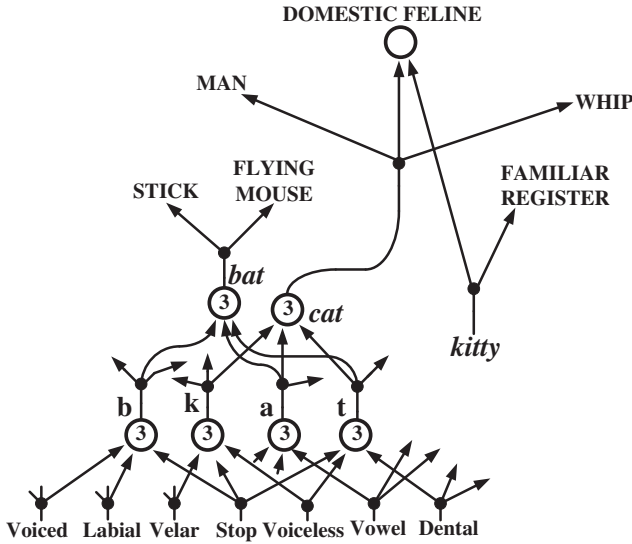 DOMESTIC FELINE
MAN
WHIP
FLYING
MOUSE
STICK
FAMILIAR
REGISTER
bat
3
3
cat
kitty
b
k
a
t
3
3
3
3
Voiced Labial Velar Stop Voiceless Vowel Dental